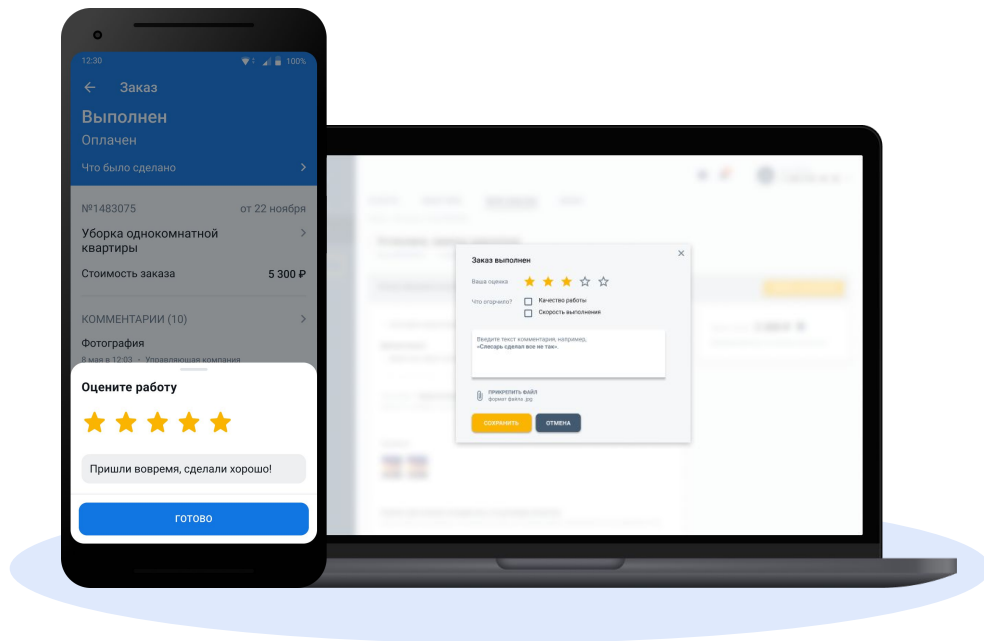 12:30
100%
Заказ
Выполнен
Оплачен
Что было сделано
№1483075
от 22 ноября
Уборка однокомнатной
квартиры
Стоимость заказа
5 300 ₽
КОММЕНТАРИИ (10)
Фотография
8 мая в 12:03 - Управляющая компания
Оцените работу
Пришли вовремя, сделали хорошо!
ГОТОВО
Заказ выполнен
Ваша оценка
Что огорчило?
Качество работы
Скорость выполнения
Введите текст комментария, например,
«Слесарь сделал все не так».
ПРИКРЕПИТЬ ФАЙЛ
формат файла .jpg
СОХРАНИТЬ
ОТМЕНА